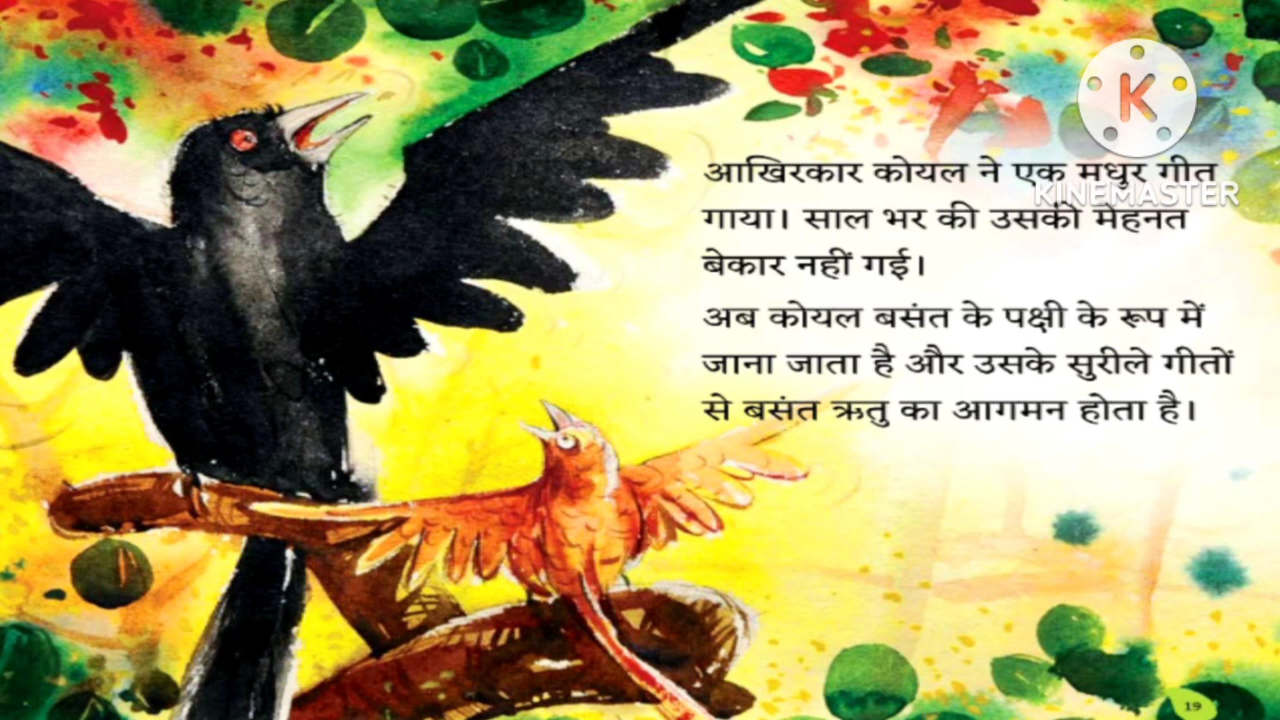 K
KINEMASTER
आखिरकार कोयल ने एक मधुर गीत
गाया। साल भर की उसकी मेहनत
बेकार नहीं गई।
अब कोयल बसंत के पक्षी के रूप में
जाना जाता है और उसके सुरीले गीतों
से बसंत ऋतु का आगमन होता है।
19